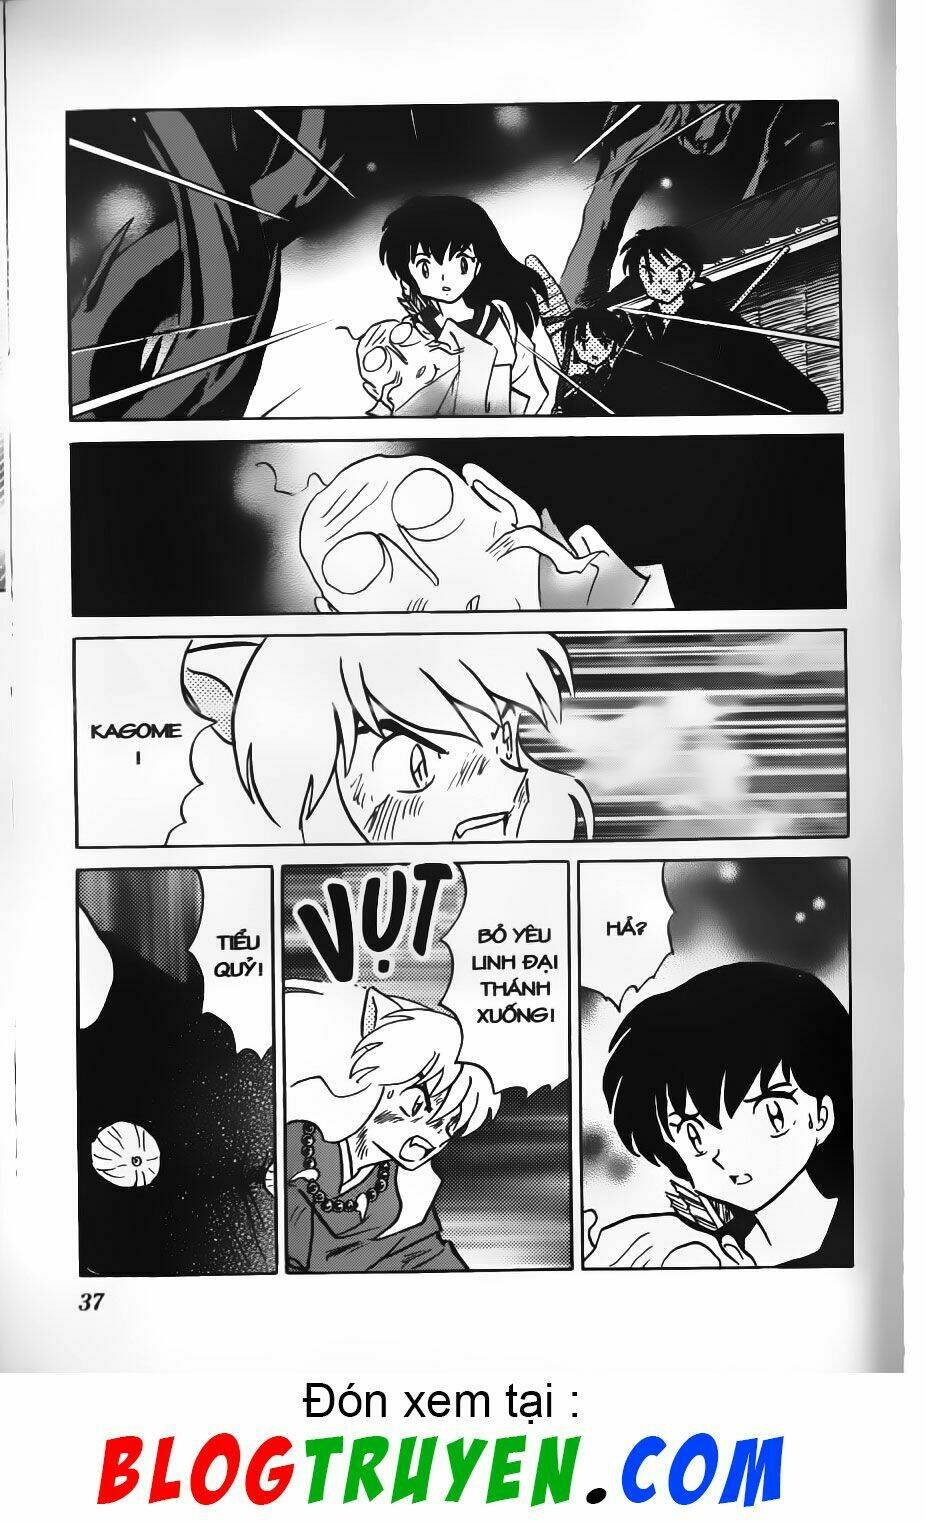 KAGOME
!
HẢ?
BỎ YÊU
LINH ĐẠI
THÁNH
XUỐNG!
VỤT
TIỂU
QUỶ!
37
Đón xem tại :
BLOGTRUYEN.COM